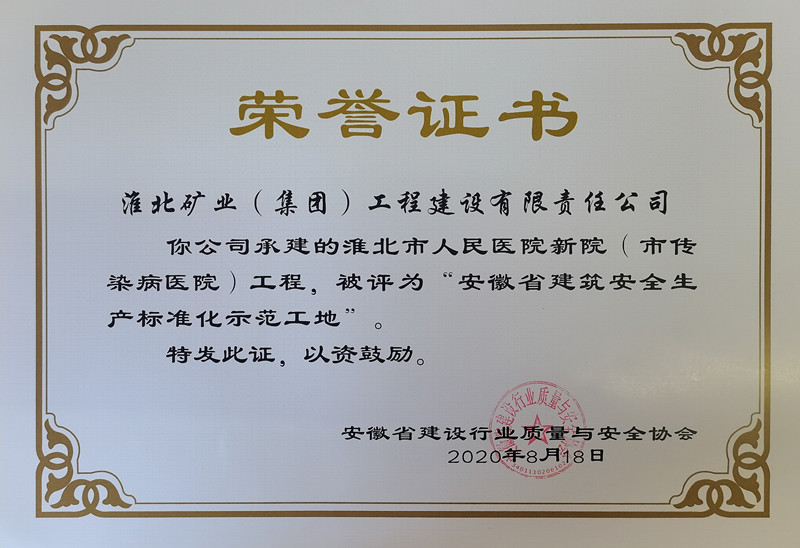 荣誉证书
淮北矿业（集团）工程建设有限责任公司
你公司承建的淮北市人民医院新院（市传
染病医院）工程，被评为“安徽省建筑安全生
产标准化示范工地”。
特发此证，以资鼓励。
安徽省建设行业质量与安全协会
2020年8月18日